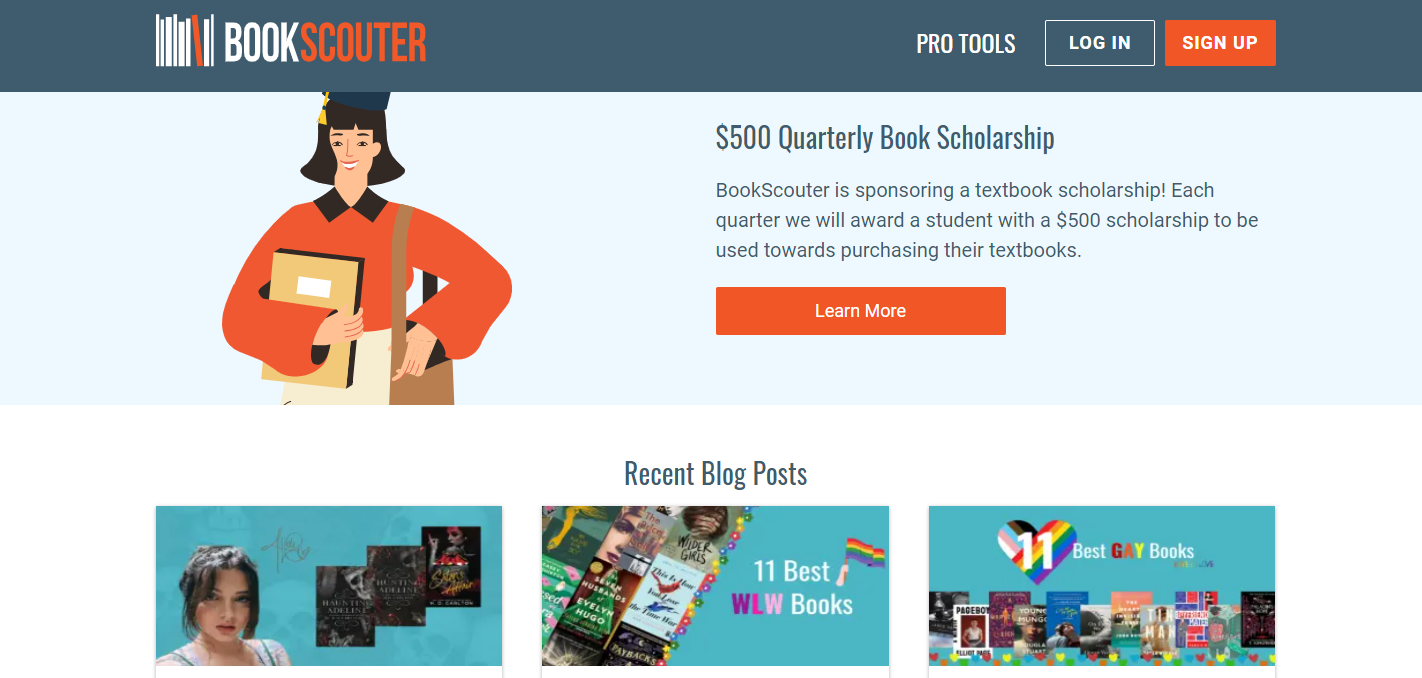 BOOKSCOUTER
PRO TOOLS
LOG IN
SIGN UP
$500 Quarterly Book Scholarship
BookScouter is sponsoring a textbook scholarship! Each
quarter we will award a student with a $500 scholarship to be
used towards purchasing their textbooks.
Learn More
Recent Blog Posts
HAUNTING
ADELINE
HUNTING
ADELINE
H. D. CARLTON
WILDER
GIRLS
SEVEN
HUSBANDS
OF
EVELYN
HUGO
This Is How
You Lose
the Time War
PAYBACKS
11 Best
WLW Books
11 Best GAY Books
PAGEBOY
ELLIOT PAGE
YOUNG
MUNGO